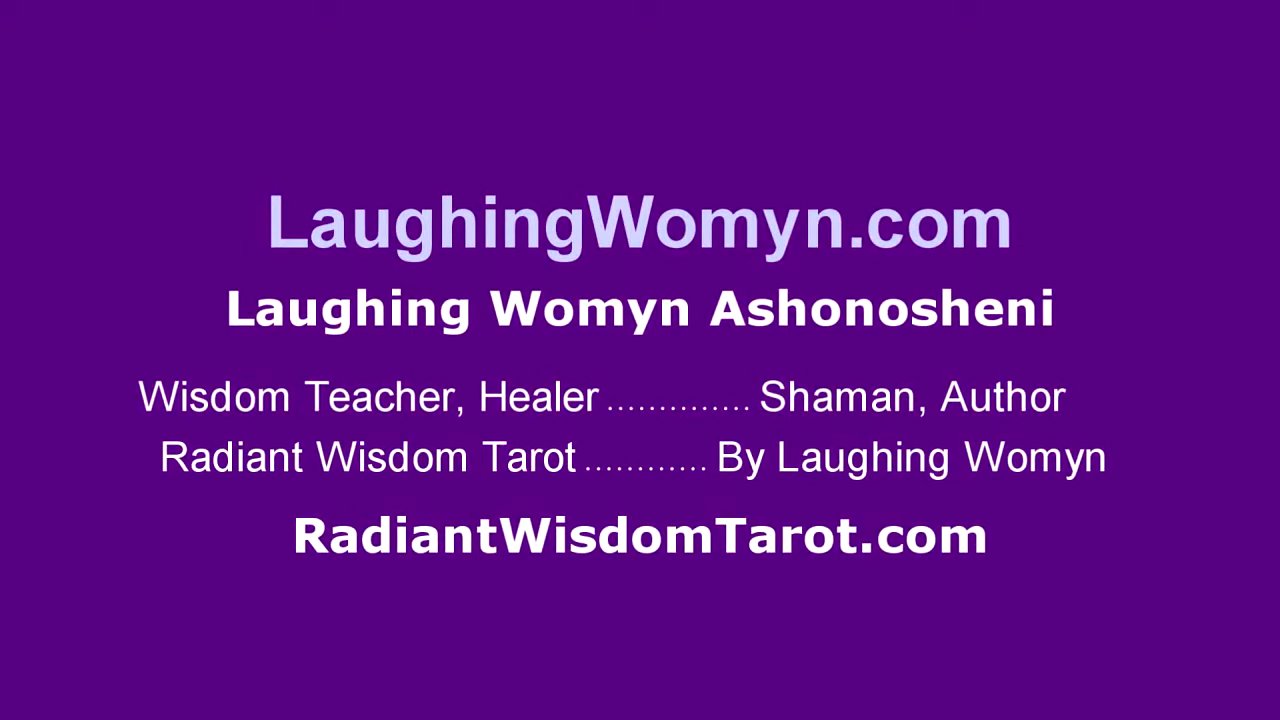 LaughingWomyn.com
Laughing Womyn Ashonosheni
Wisdom Teacher, Healer .............. Shaman, Author
Radiant Wisdom Tarot ............ By Laughing Womyn
RadiantWisdomTarot.com